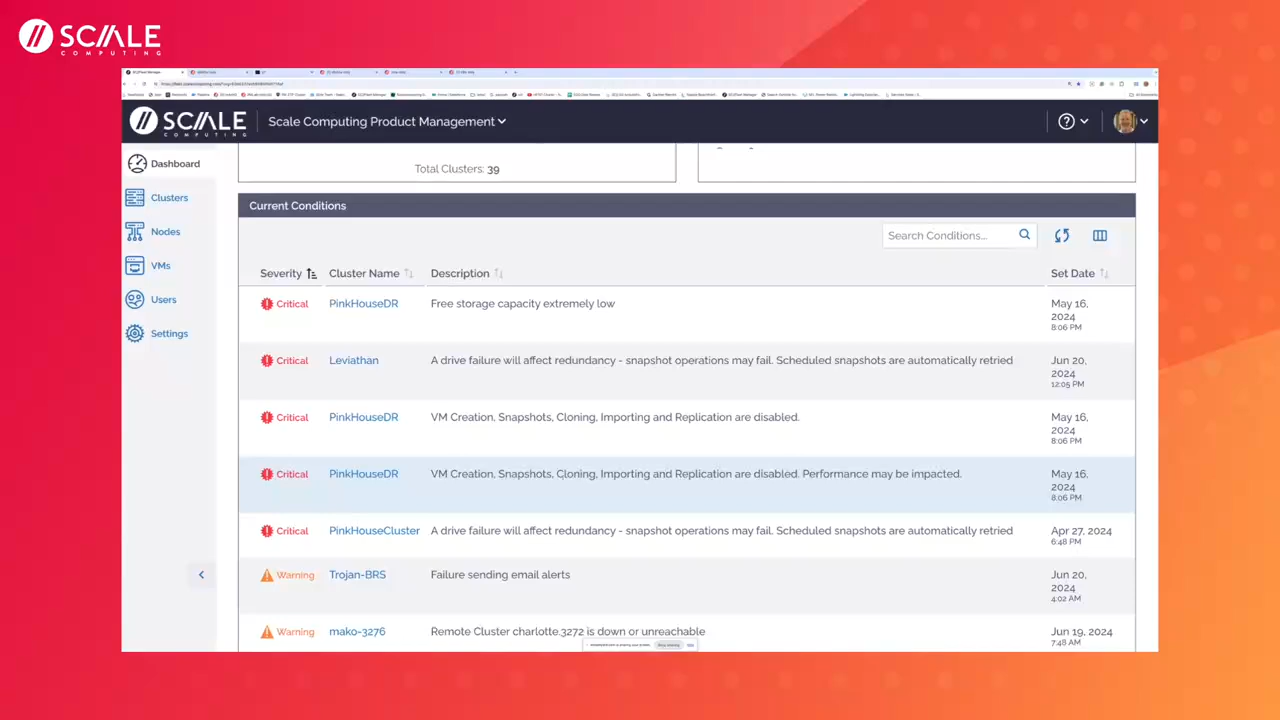 SCALE
COMPUTING
SCALE
COMPUTING
Scale Computing Product Management
Dashboard
Clusters
Nodes
VMs
Users
Settings
Total Clusters: 39
Current Conditions
Search Conditions...
Severity Cluster Name Description Set Date
Critical PinkHouseDR Free storage capacity extremely low May 16, 2024 8:06 PM
Critical Leviathan A drive failure will affect redundancy - snapshot operations may fail. Scheduled snapshots are automatically retried Jun 20, 2024 12:05 PM
Critical PinkHouseDR VM Creation, Snapshots, Cloning, Importing and Replication are disabled. May 16, 2024 8:06 PM
Critical PinkHouseDR VM Creation, Snapshots, Cloning, Importing and Replication are disabled. Performance may be impacted. May 16, 2024 8:06 PM
Critical PinkHouseCluster A drive failure will affect redundancy - snapshot operations may fail. Scheduled snapshots are automatically retried Apr 27, 2024 6:48 PM
Warning Trojan-BRS Failure sending email alerts Jun 20, 2024 4:02 AM
Warning mako-3276 Remote Cluster charlotte.3272 is down or unreachable Jun 19, 2024 7:48 AM